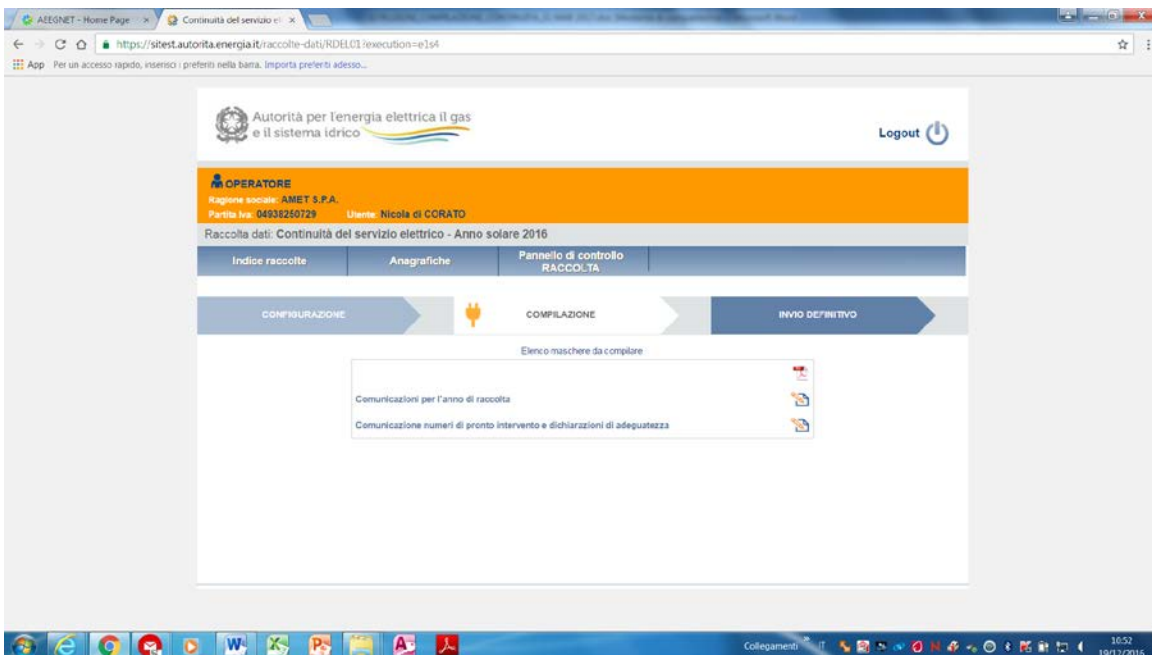 AEEGNET - Home Page
Continuità del servizio el
https://sitest.autorita.energia.it/raccolte-dati/RDEL01?execution=e1s4
App Per un accesso rapido, inserisci i preferiti nella barra. Importa preferiti adesso...
Autorità per l'energia elettrica il gas
e il sistema idrico
Logout
OPERATORE
Ragione sociale: AMET S.P.A.
Partita Iva: 04938250729 Utente: Nicola di CORATO
Raccolta dati: Continuità del servizio elettrico - Anno solare 2016
Indice raccolte
Anagrafiche
Pannello di controllo
RACCOLTA
CONFIGURAZIONE
COMPILAZIONE
INVIO DEFINITIVO
Elenco maschere da compilare
Comunicazioni per l'anno di raccolta
Comunicazione numeri di pronto intervento e dichiarazioni di adeguatezza
Collegamenti
IT
10:52
19/12/2016